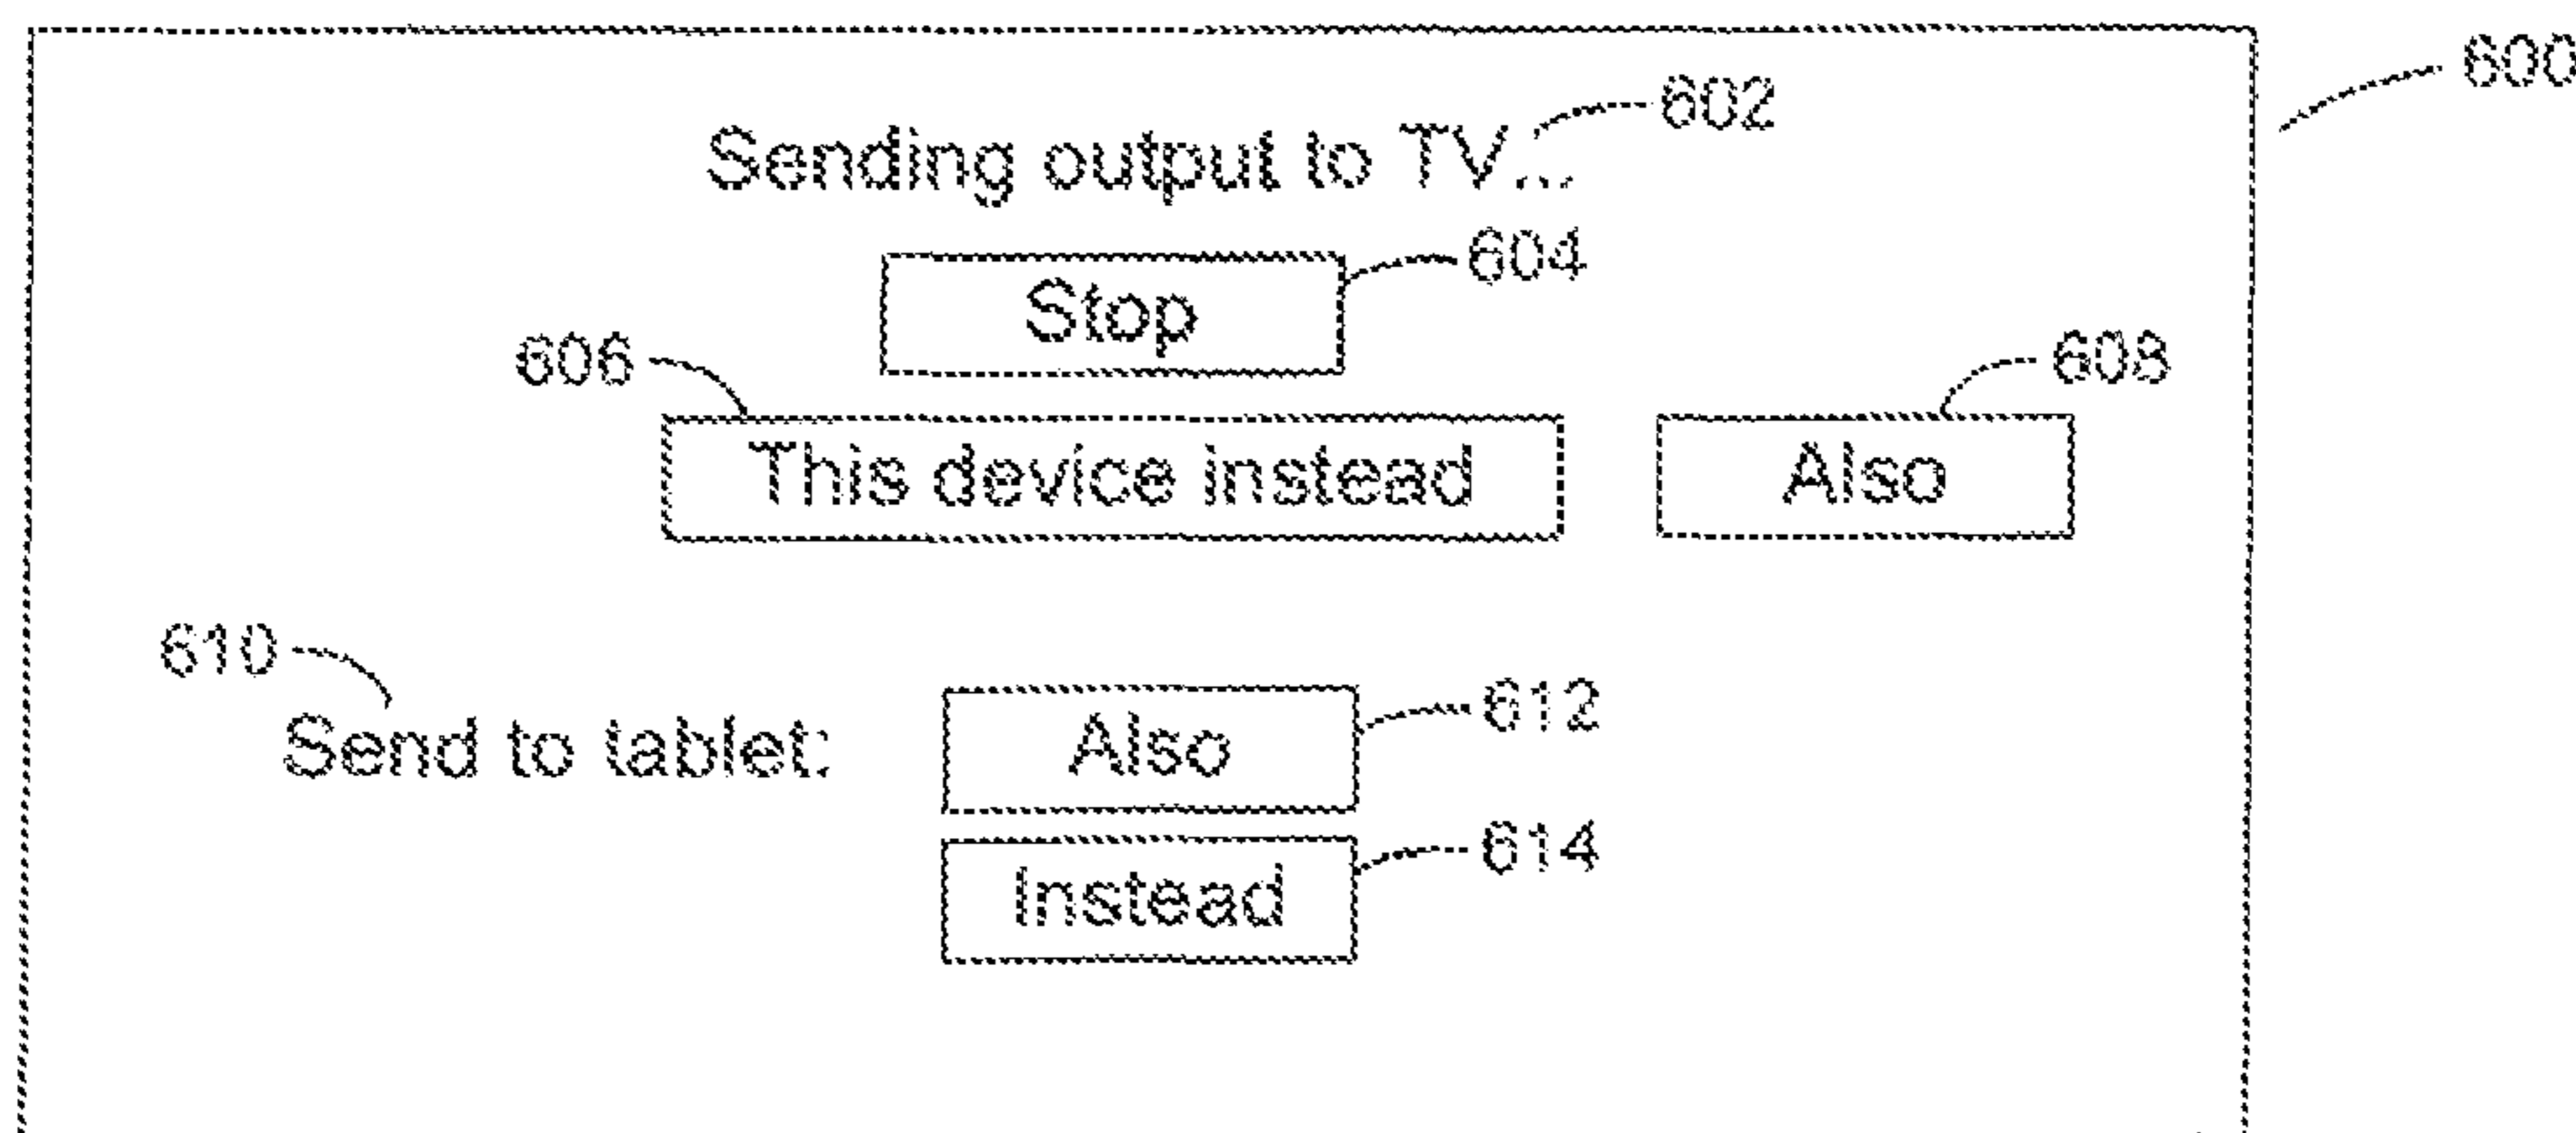 600
602
Sending output to TV...
604
Stop
606
608
This device instead
Also
610
612
Send to tablet:
Also
614
Instead